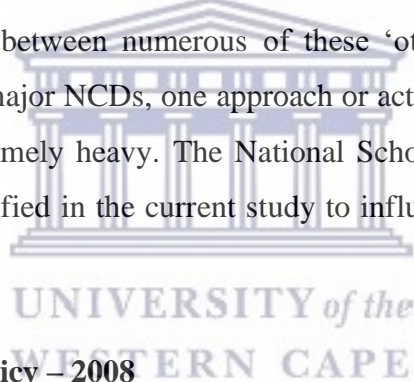 between numerous of these ‘ot
major NCDs, one approach or act
mely heavy. The National Scho
fied in the current study to influ
UNIVERSITY of the
icy – 2008
WESTERN CAPE